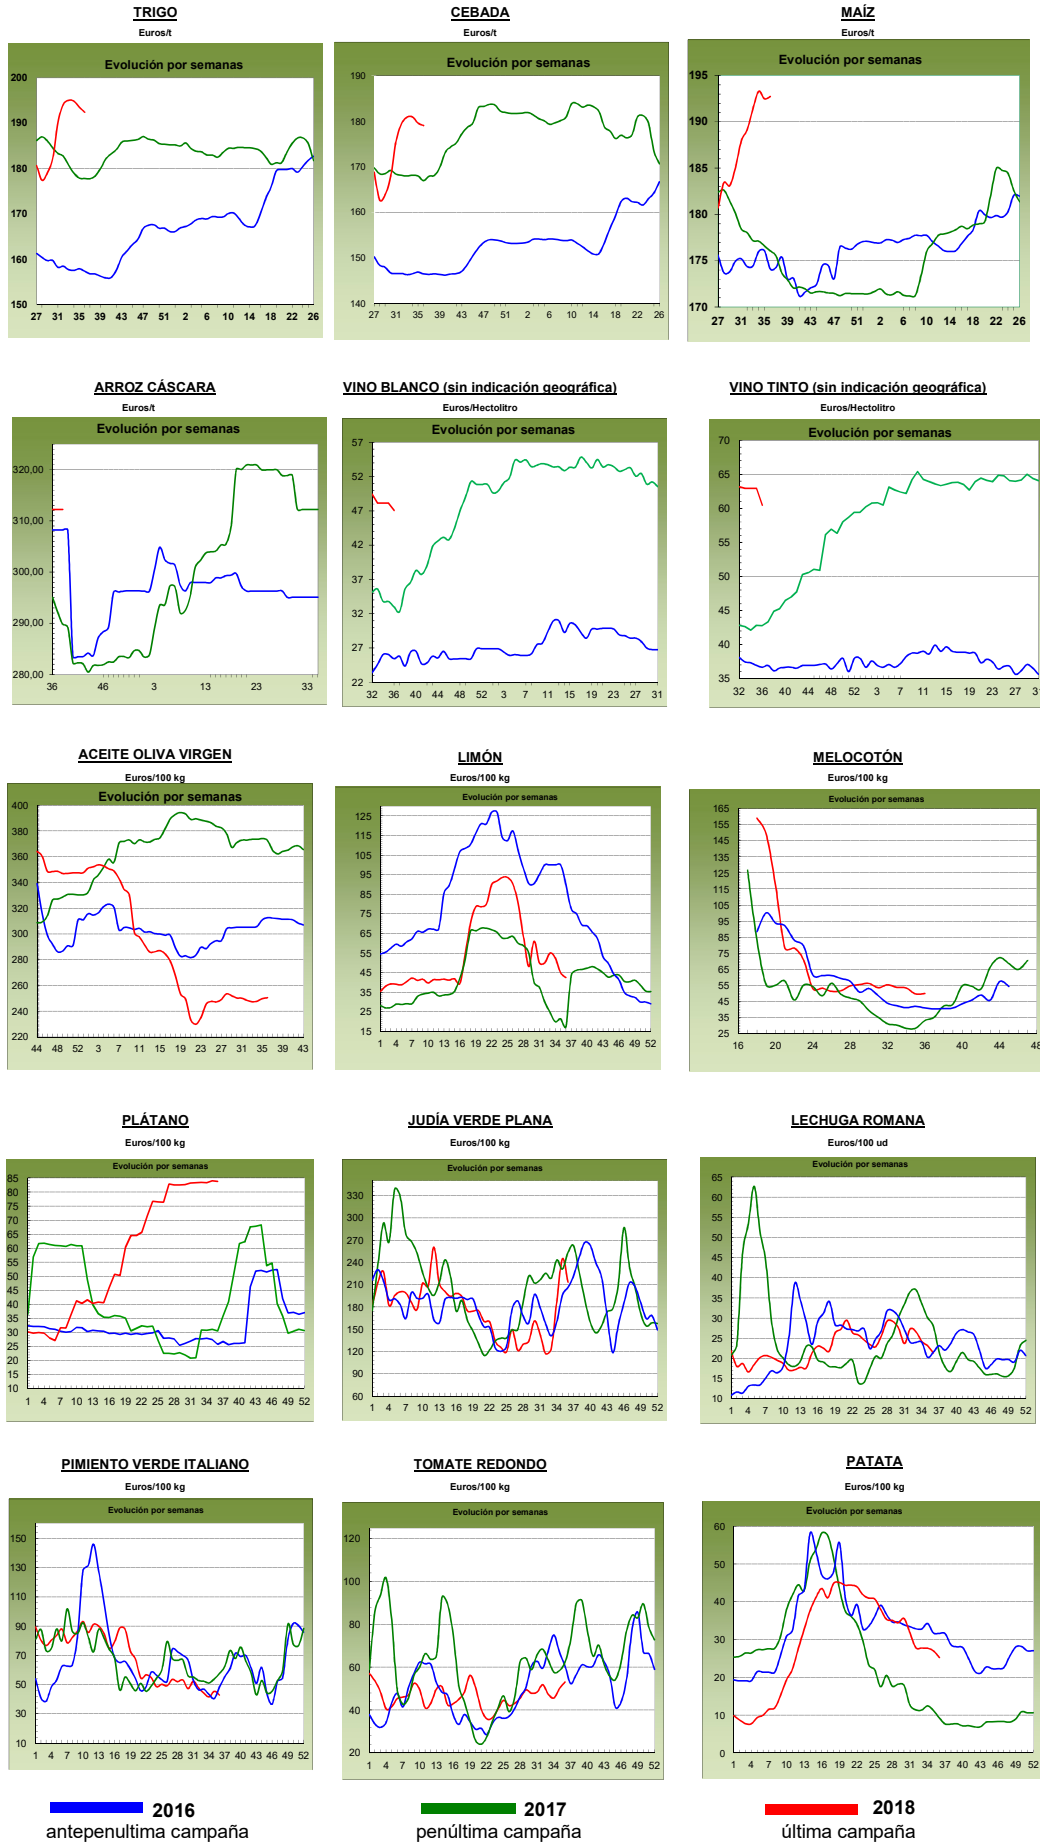 TRIGO
Euros/t
Evolución por semanas
200
190
180
170
160
150
27 31 35 39 43 47 51 2 6 10 14 18 22 26
CEBADA
Euros/t
Evolución por semanas
190
180
170
160
150
140
27 31 35 39 43 47 51 2 6 10 14 18 22 26
MAÍZ
Euros/t
Evolución por semanas
195
190
185
180
175
170
27 31 35 39 43 47 51 2 6 10 14 18 22 26
ARROZ CÁSCARA
Euros/t
Evolución por semanas
320,00
310,00
300,00
290,00
280,00
36 46 3 13 23 33
VINO BLANCO (sin indicación geográfica)
Euros/Hectolitro
Evolución por semanas
57
52
47
42
37
32
27
22
32 36 40 44 48 52 3 7 11 15 19 23 27 31
VINO TINTO (sin indicación geográfica)
Euros/Hectolitro
Evolución por semanas
70
65
60
55
50
45
40
35
32 36 40 44 48 52 3 7 11 15 19 23 27 31
ACEITE OLIVA VIRGEN
Euros/100 kg
Evolución por semanas
400
380
360
340
320
300
280
260
240
220
44 48 52 3 7 11 15 19 23 27 31 35 39 43
LIMÓN
Euros/100 kg
Evolución por semanas
125
115
105
95
85
75
65
55
45
35
25
15
1 4 7 10 13 16 19 22 25 28 31 34 37 40 43 46 49 52
MELOCOTÓN
Euros/100 kg
Evolución por semanas
165
155
145
135
125
115
105
95
85
75
65
55
45
35
25
16 20 24 28 32 36 40 44 48
PLÁTANO
Euros/100 kg
Evolución por semanas
85
80
75
70
65
60
55
50
45
40
35
30
25
20
15
10
1 4 7 10 13 16 19 22 25 28 31 34 37 40 43 46 49 52
JUDÍA VERDE PLANA
Euros/100 kg
Evolución por semanas
330
300
270
240
210
180
150
120
90
60
1 4 7 10 13 16 19 22 25 28 31 34 37 40 43 46 49 52
LECHUGA ROMANA
Euros/100 ud
Evolución por semanas
65
60
55
50
45
40
35
30
25
20
15
10
1 4 7 10 13 16 19 22 25 28 31 34 37 40 43 46 49 52
PIMIENTO VERDE ITALIANO
Euros/100 kg
Evolución por semanas
150
130
110
90
70
50
30
10
1 4 7 10 13 16 19 22 25 28 31 34 37 40 43 46 49 52
TOMATE REDONDO
Euros/100 kg
Evolución por semanas
120
100
80
60
40
20
1 4 7 10 13 16 19 22 25 28 31 34 37 40 43 46 49 52
PATATA
Euros/100 kg
Evolución por semanas
60
50
40
30
20
10
0
1 4 7 10 13 16 19 22 25 28 31 34 37 40 43 46 49 52
2016
antepenultima campaña
2017
penúltima campaña
2018
última campaña